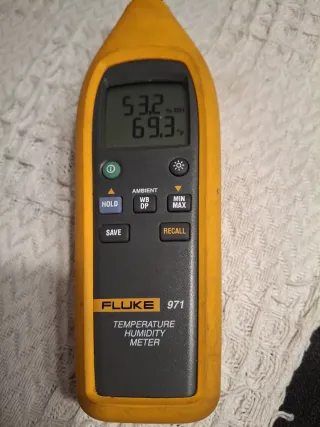 53.2 % RH
69.3 °F
AMBIENT
HOLD WB DP MIN MAX
SAVE RECALL
FLUKE 971
TEMPERATURE
HUMIDITY
METER